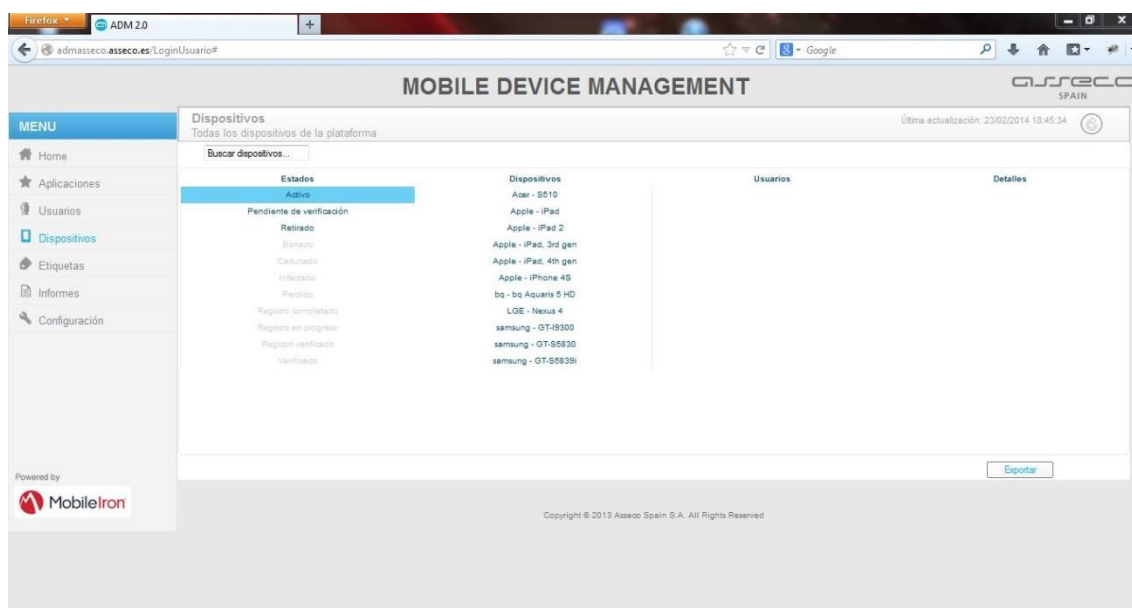 Firefox
ADM 2.0
admasseco.asseco.es/LoginUsuario#
Google
MOBILE DEVICE MANAGEMENT
asseco
SPAIN
MENU
Home
Aplicaciones
Usuarios
Dispositivos
Etiquetas
Informes
Configuración
Powered by
MobileIron
Dispositivos
Todas los dispositivos de la plataforma
Última actualización: 23/02/2014 18:45:34
Buscar dispositivos...
Estados Dispositivos Usuarios Detalles
Activo Acer - S510
Pendiente de verificación Apple - iPad
Retirado Apple - iPad 2
Borrado Apple - iPad, 3rd gen
Caducado Apple - iPad, 4th gen
Infectado Apple - iPhone 4S
Perdido bq - bq Aquaris 5 HD
Registro completado LGE - Nexus 4
Registro en progreso samsung - GT-I9300
Registro verificado samsung - GT-S5830
Verificado samsung - GT-S5839i
Exportar
Copyright © 2013 Asseco Spain S.A. All Rights Reserved